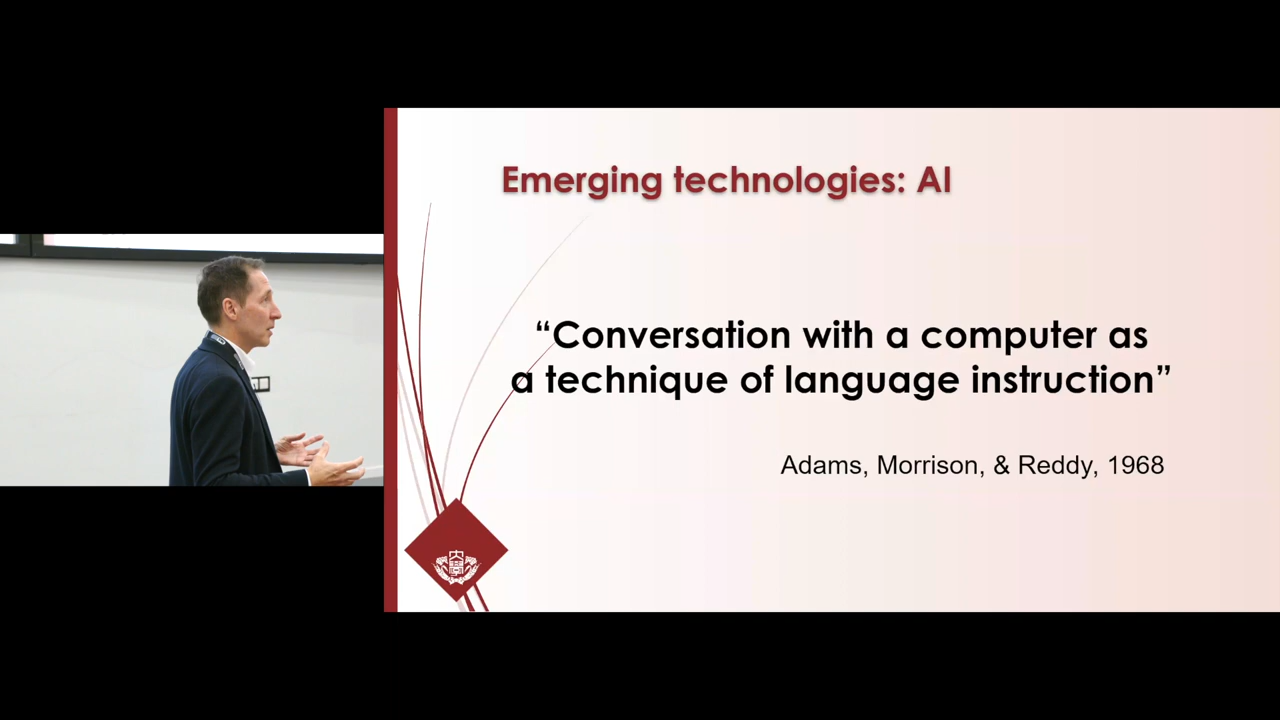 Emerging technologies: AI
“Conversation with a computer as
a technique of language instruction”
Adams, Morrison, & Reddy, 1968